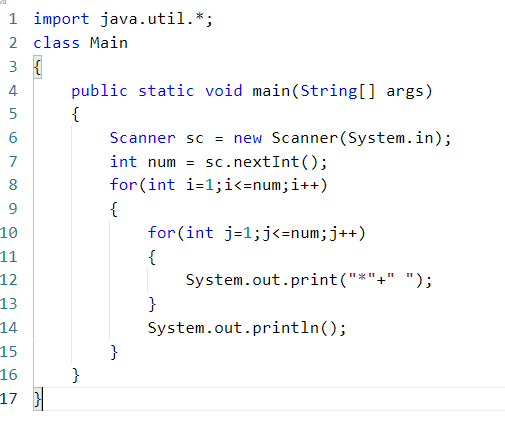 1 import java.util.*;
2 class Main
3 {
4     public static void main(String[] args)
5     {
6         Scanner sc = new Scanner(System.in);
7         int num = sc.nextInt();
8         for(int i=1;i<=num;i++)
9         {
10             for(int j=1;j<=num;j++)
11             {
12                 System.out.print("*"+" ");
13             }
14             System.out.println();
15         }
16     }
17 }